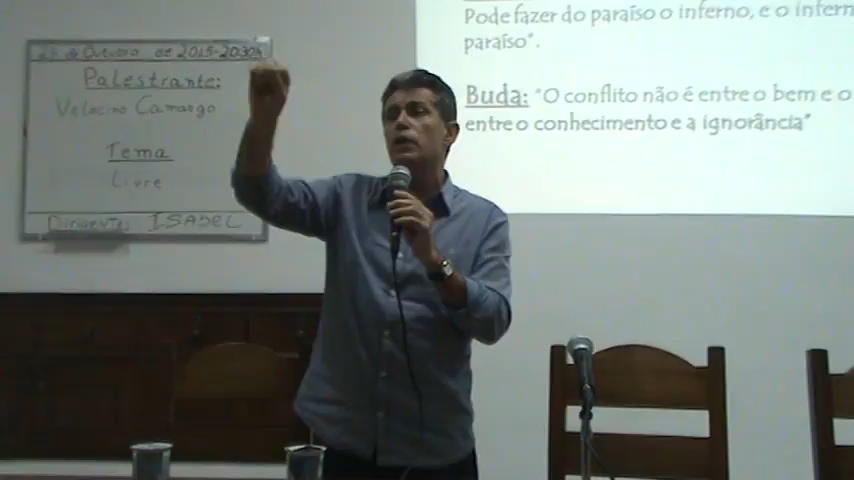 de Outubro de 2015-20:30h
Palestrante:
Velocino Camargo
Tema
Livre
Dirigente: ISABEL
Pode fazer do paraíso o inferno, e o infern
paraíso".
Buda: "O conflito não é entre o bem e o
entre o conhecimento e a ignorância"